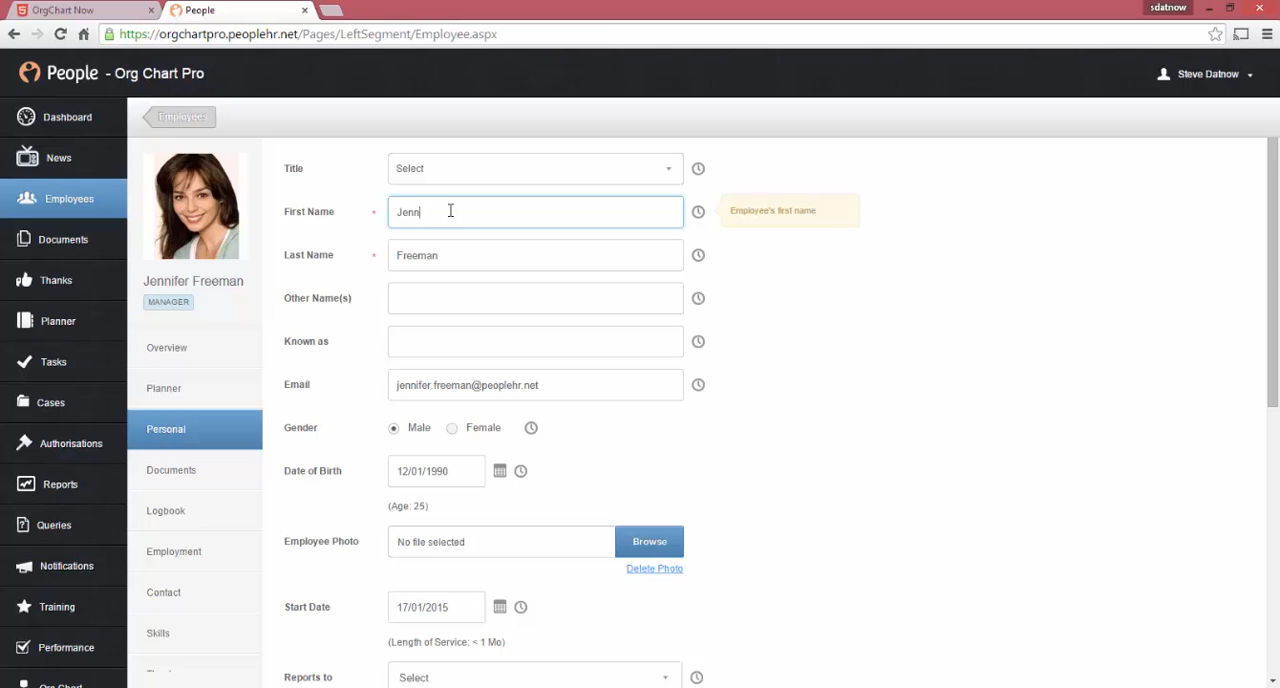 OrgChart Now
People
sdatnow
https://orgchartpro.peoplehr.net/Pages/LeftSegment/Employee.aspx
People - Org Chart Pro
Steve Datnow
Dashboard
News
Employees
Documents
Thanks
Planner
Tasks
Cases
Authorisations
Reports
Queries
Notifications
Training
Performance
Org Chart
Employees
Jennifer Freeman
MANAGER
Overview
Planner
Personal
Documents
Logbook
Employment
Contact
Skills
Title
Select
First Name *
Jenn
Employee's first name
Last Name *
Freeman
Other Name(s)
Known as
Email
jennifer.freeman@peoplehr.net
Gender
Male
Female
Date of Birth
12/01/1990
(Age: 25)
Employee Photo
No file selected
Browse
Delete Photo
Start Date
17/01/2015
(Length of Service: < 1 Mo)
Reports to
Select